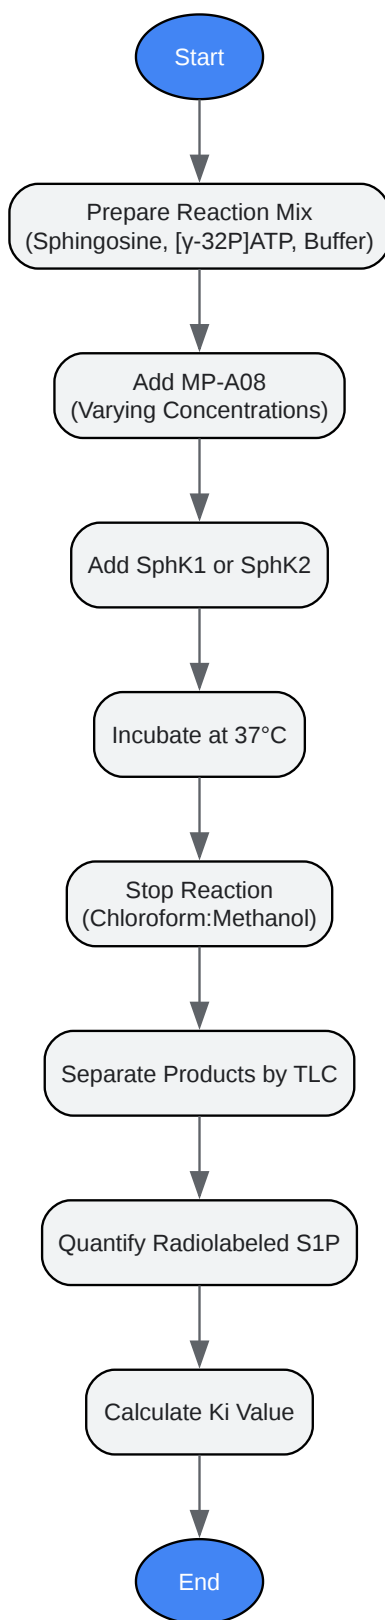 Start
Prepare Reaction Mix
(Sphingosine, [γ-32P]ATP, Buffer)
Add MP-A08
(Varying Concentrations)
Add SphK1 or SphK2
Incubate at 37°C
Stop Reaction
(Chloroform:Methanol)
Separate Products by TLC
Quantify Radiolabeled S1P
Calculate Ki Value
End